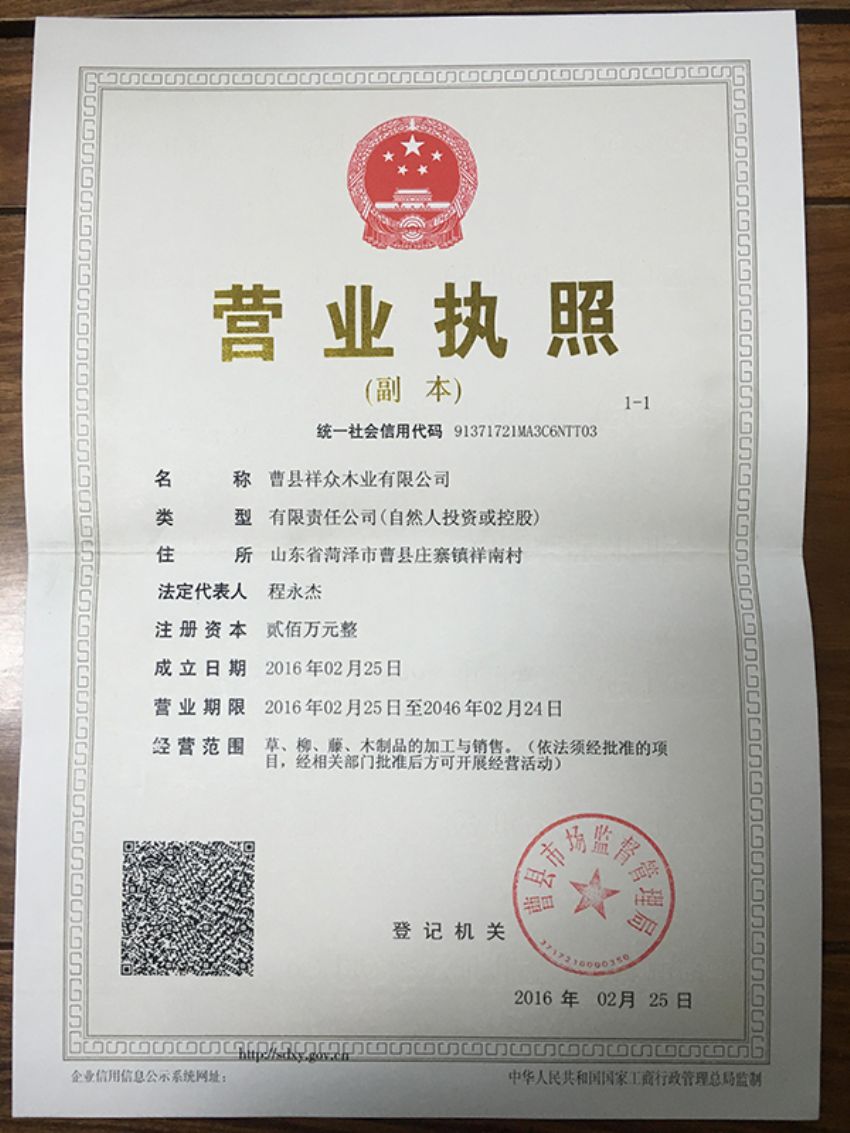 营业执照
(副 本)
1-1
统一社会信用代码 91371721MA3C6NTT03
名 称 曹县祥众木业有限公司
类 型 有限责任公司(自然人投资或控股)
住 所 山东省菏泽市曹县庄寨镇祥南村
法定代表人 程永杰
注册资本 贰佰万元整
成立日期 2016年02月25日
营业期限 2016年02月25日至2046年02月24日
经营范围 草、柳、藤、木制品的加工与销售。（依法须经批准的项
目，经相关部门批准后方可开展经营活动）
曹县市场监督管理局
3717210090350
登记机关
2016 年 02月 25 日
http://sdxy.gov.cn
企业信用信息公示系统网址：
中华人民共和国国家工商行政管理总局监制